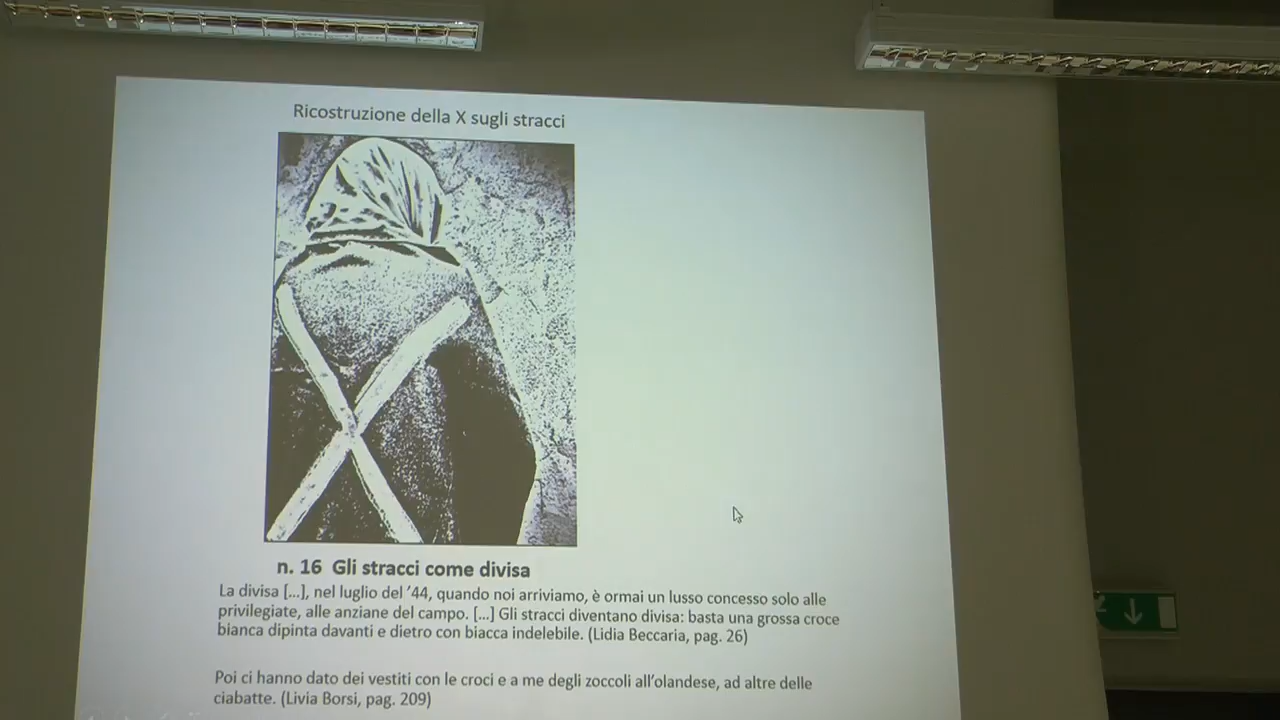 Ricostruzione della X sugli stracci
n. 16 Gli stracci come divisa
La divisa [...], nel luglio del '44, quando noi arriviamo, è ormai un lusso concesso solo alle
privilegiate, alle anziane del campo. [...] Gli stracci diventano divisa: basta una grossa croce
bianca dipinta davanti e dietro con biacca indelebile. (Lidia Beccaria, pag. 26)
Poi ci hanno dato dei vestiti con le croci e a me degli zoccoli all'olandese, ad altre delle
ciabatte. (Livia Borsi, pag. 209)